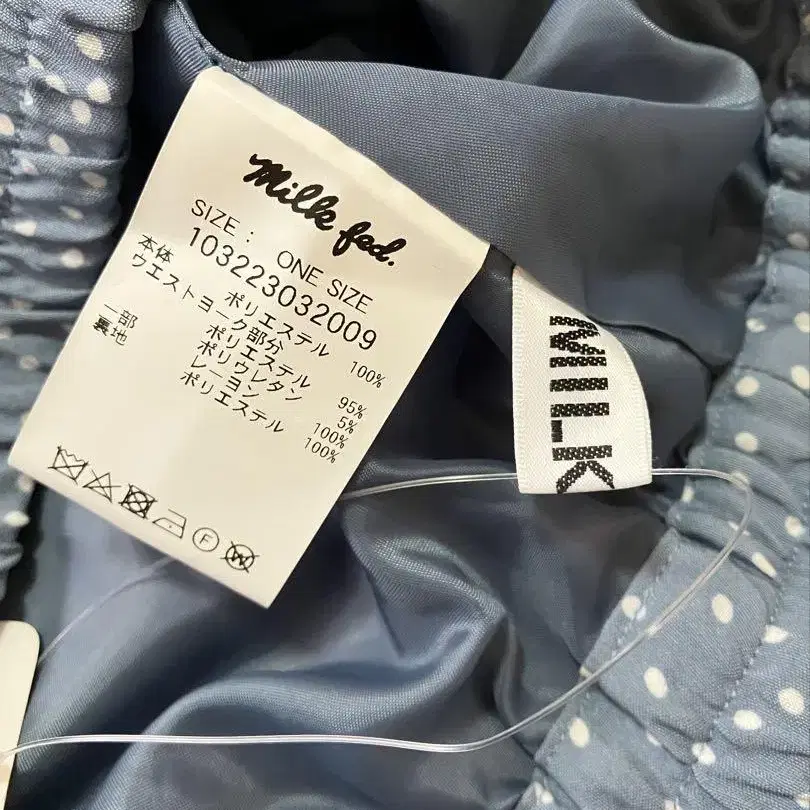 Milk fed.
SIZE : ONE SIZE
103223032009
本体 ポリエステル 100%
ウエストヨーク部分
ポリエステル 95%
ポリウレタン 5%
一部 レーヨン 100%
裏地 ポリエステル 100%
F
W
MILK